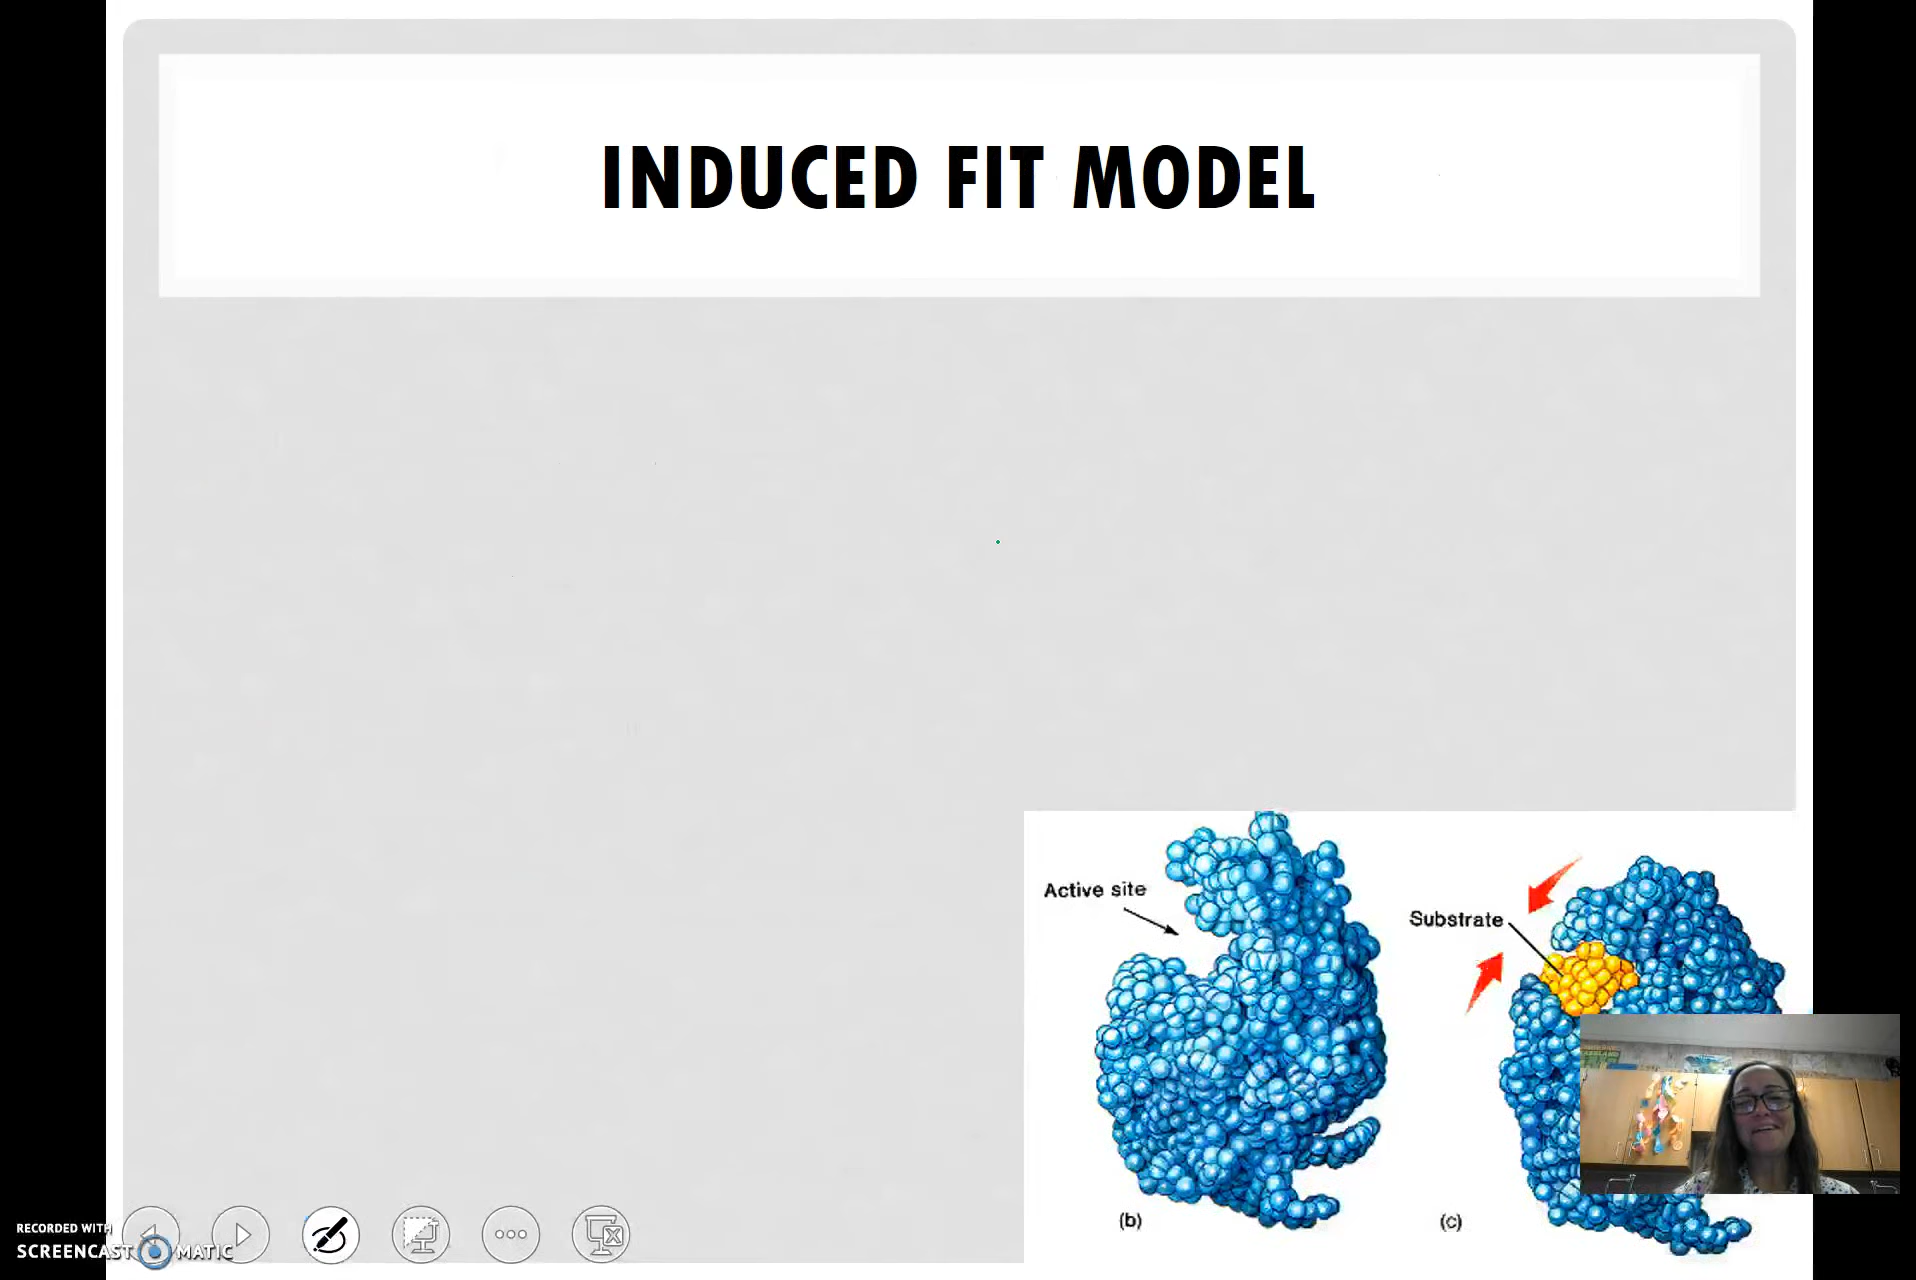 INDUCED FIT MODEL
Active site
Substrate
(b)
(c)
RECORDED WITH
SCREENCAST MATIC